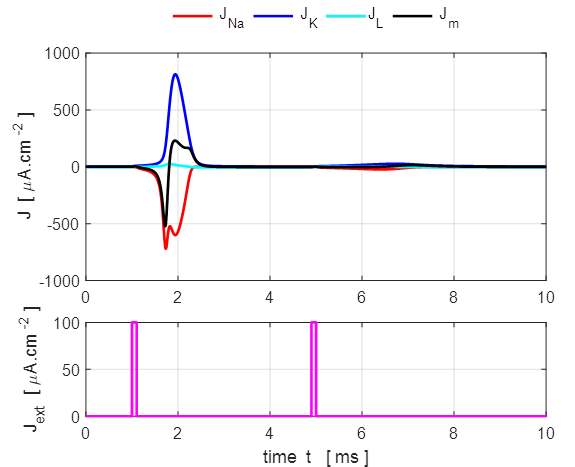 J_Na J_K J_L J_m
1000
500
0
-500
-1000
J [ μA.cm^-2 ]
0 2 4 6 8 10
100
50
0
J_ext [ μA.cm^-2 ]
0 2 4 6 8 10
time t [ ms ]